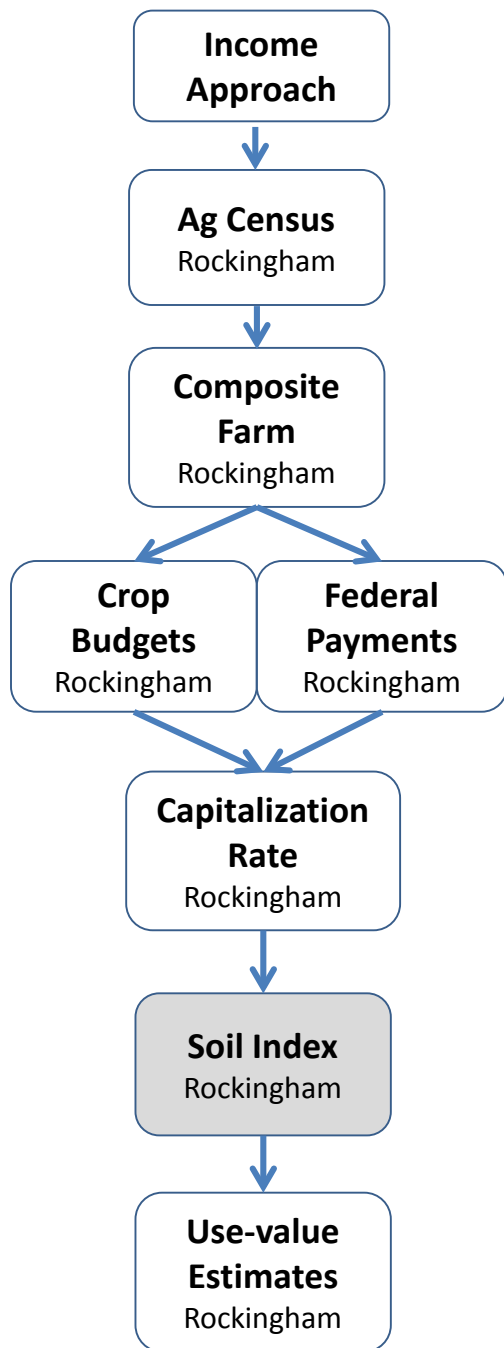 Income
Approach
Ag Census
Rockingham
Composite
Farm
Rockingham
Crop
Budgets
Rockingham
Federal
Payments
Rockingham
Capitalization
Rate
Rockingham
Soil Index
Rockingham
Use-value
Estimates
Rockingham